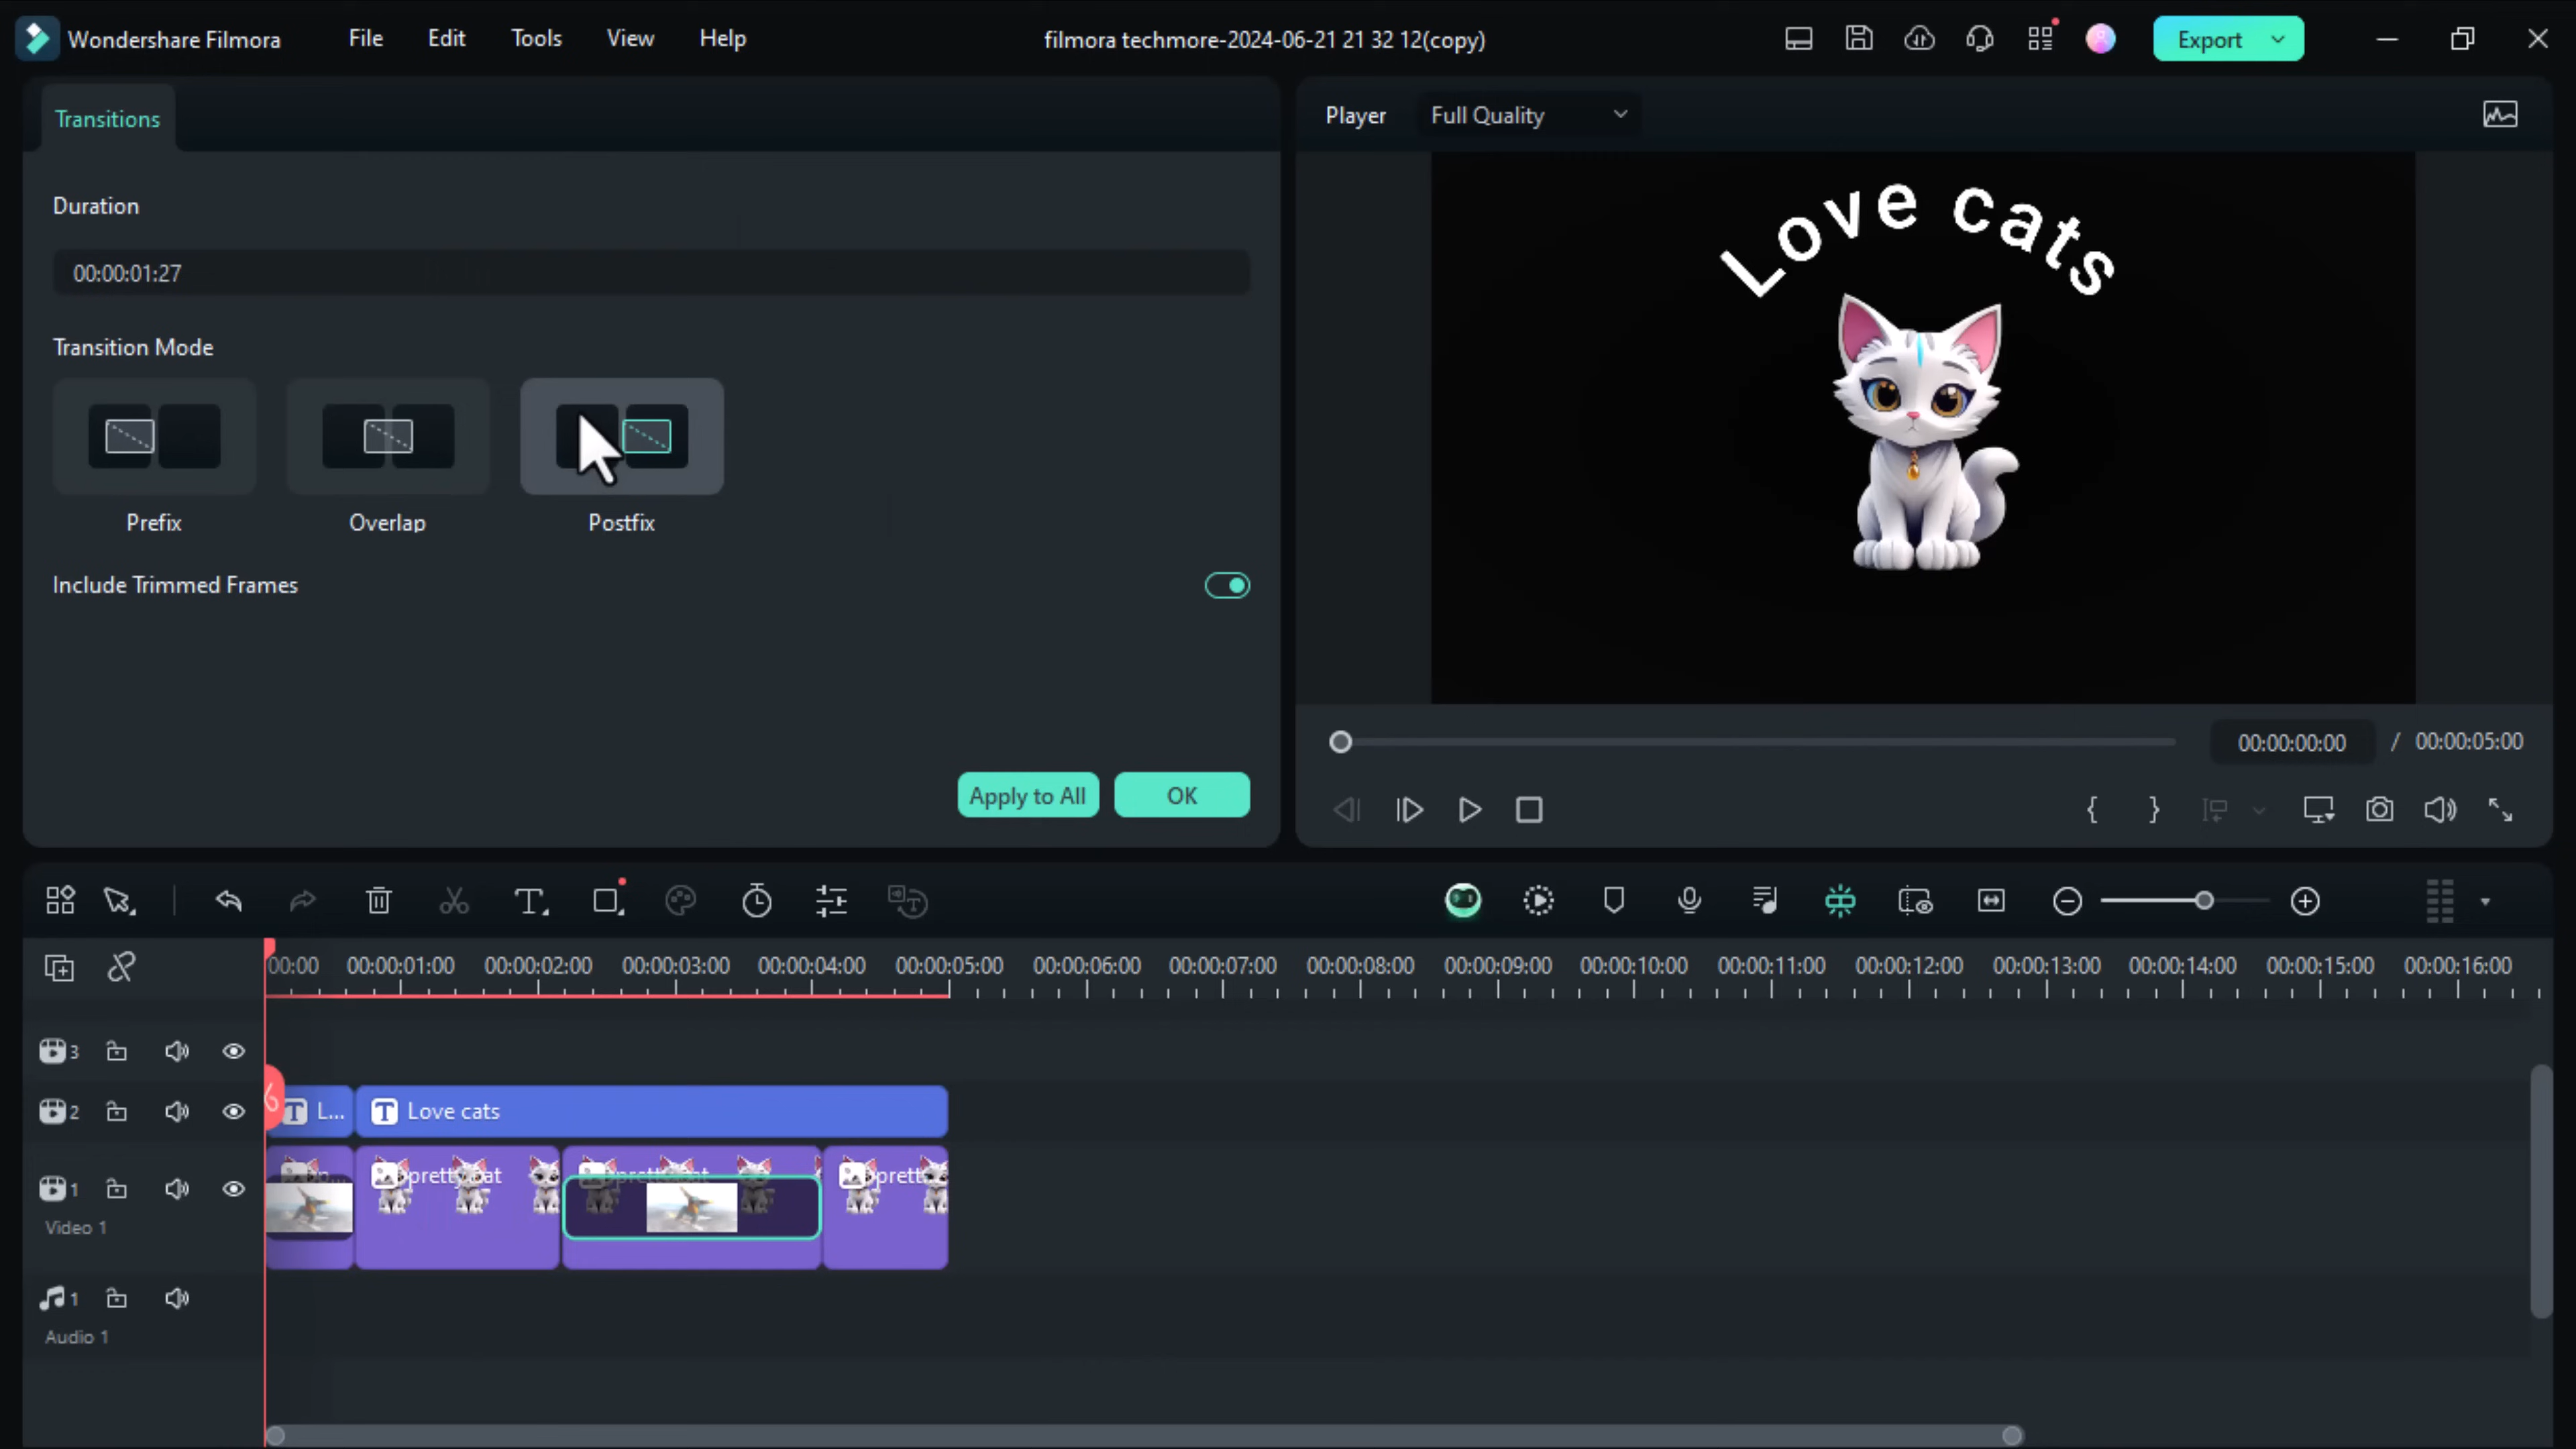 Wondershare Filmora File Edit Tools View Help filmora techmore-2024-06-21 21 32 12(copy) Export
Transitions
Player Full Quality
Duration
00:00:01:27
Transition Mode
Prefix Overlap Postfix
Include Trimmed Frames
Apply to All OK
Love cats
00:00:00:00 / 00:00:05:00
00:00 00:00:01:00 00:00:02:00 00:00:03:00 00:00:04:00 00:00:05:00 00:00:06:00 00:00:07:00 00:00:08:00 00:00:09:00 00:00:10:00 00:00:11:00 00:00:12:00 00:00:13:00 00:00:14:00 00:00:15:00 00:00:16:00
3
2 T L... T Love cats
1 pretty cat pretty cat prett
Video 1
1
Audio 1